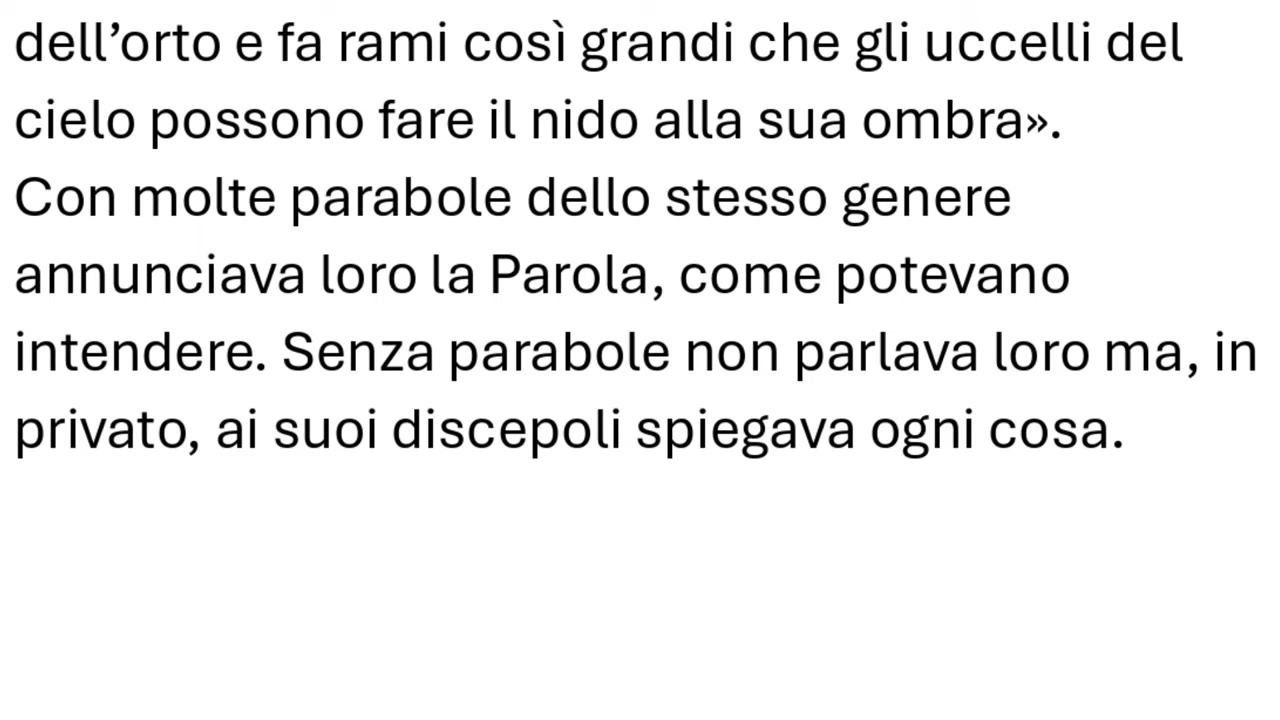 dell’orto e fa rami così grandi che gli uccelli del
cielo possono fare il nido alla sua ombra».
Con molte parabole dello stesso genere
annunciava loro la Parola, come potevano
intendere. Senza parabole non parlava loro ma, in
privato, ai suoi discepoli spiegava ogni cosa.